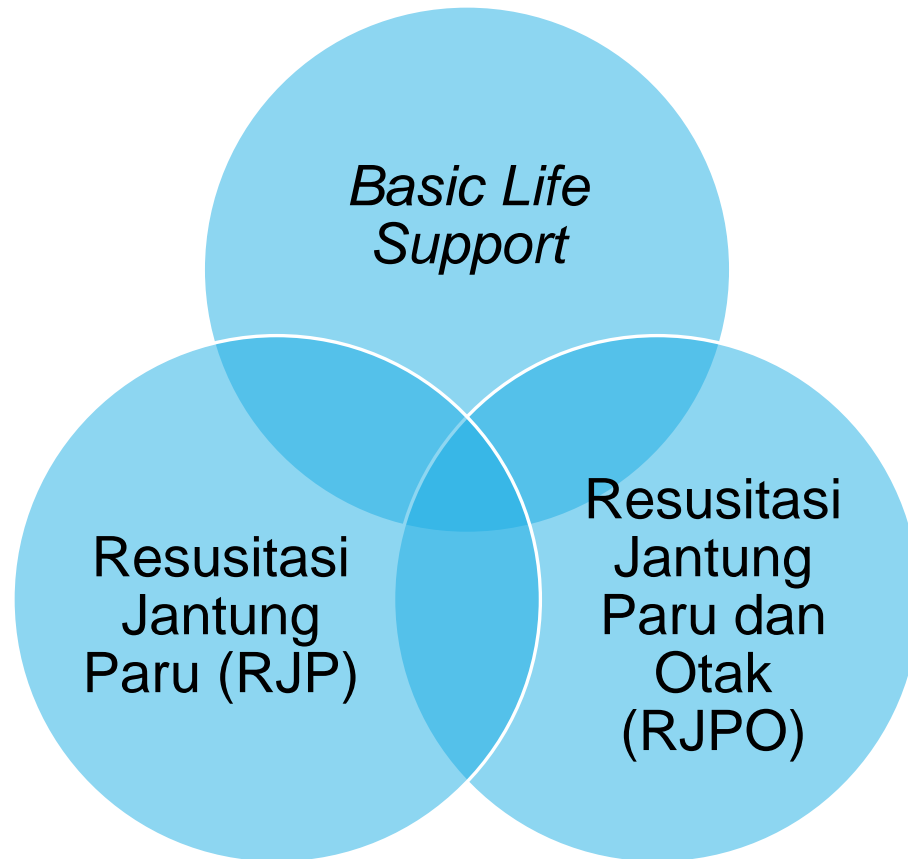 Basic Life
Support
Resusitasi
Jantung
Paru (RJP)
Resusitasi
Jantung
Paru dan
Otak
(RJPO)